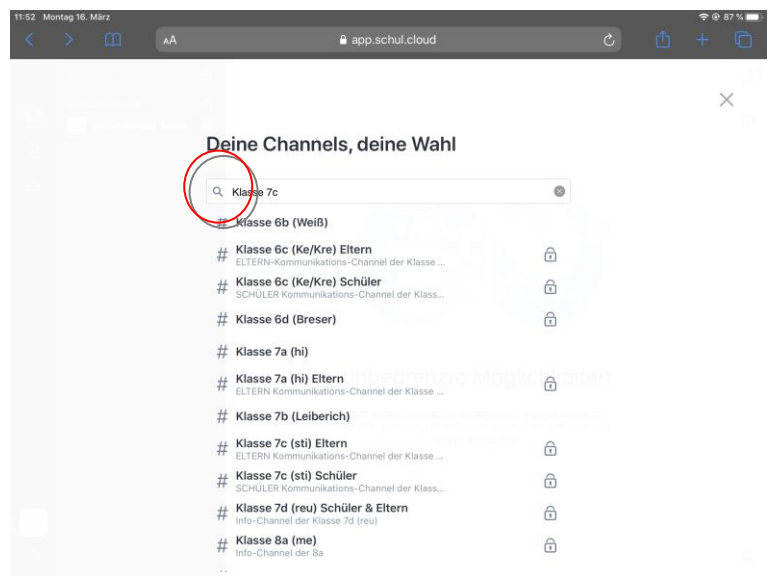 11:52 Montag 16. März
87 %
AA
app.schul.cloud
Deine Channels, deine Wahl
Klasse 7c
# Klasse 6b (Weiß)
# Klasse 6c (Ke/Kre) Eltern
ELTERN-Kommunikations-Channel der Klasse ...
# Klasse 6c (Ke/Kre) Schüler
SCHÜLER Kommunikations-Channel der Klass...
# Klasse 6d (Breser)
# Klasse 7a (hi)
unbegrenzte Möglichkeiten
# Klasse 7a (hi) Eltern
ELTERN Kommunikations-Channel der Klasse ...
# Klasse 7b (Leiberich)
# Klasse 7c (sti) Eltern
ELTERN Kommunikations-Channel der Klasse ...
# Klasse 7c (sti) Schüler
SCHÜLER Kommunikations-Channel der Klass...
# Klasse 7d (reu) Schüler & Eltern
Info-Channel der Klasse 7d (reu)
# Klasse 8a (me)
Info-Channel der 8a